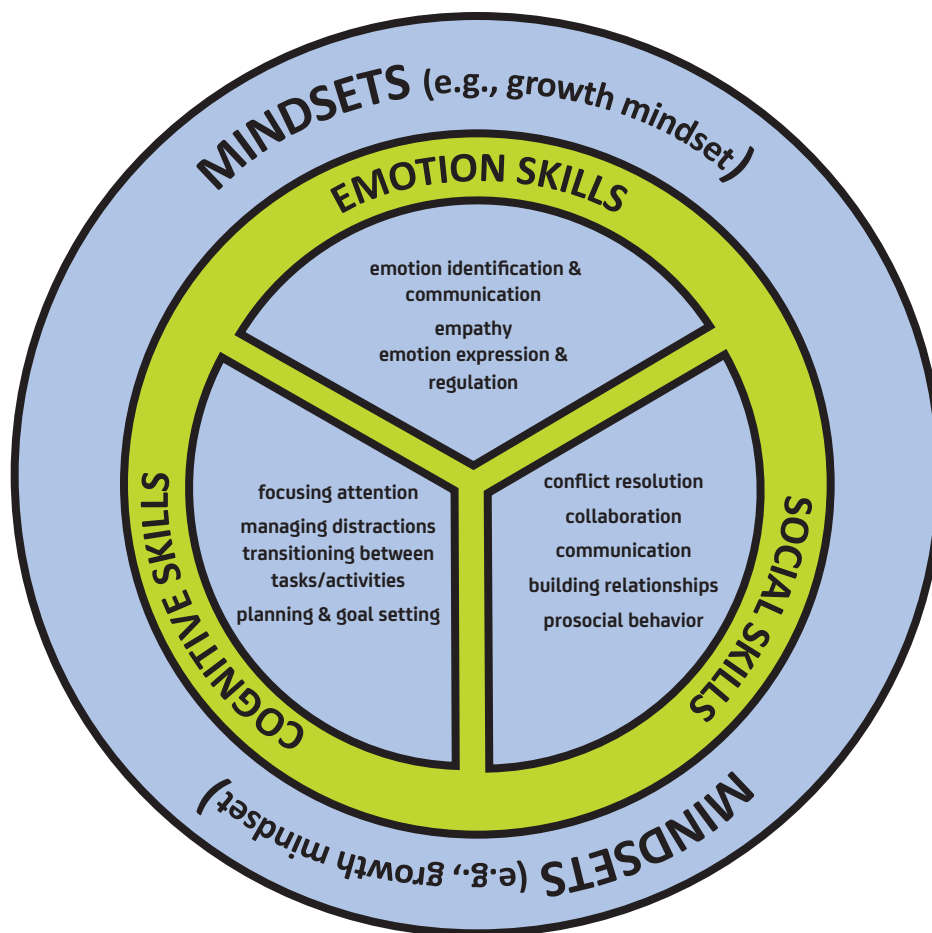 MINDSETS (e.g., growth mindset)
EMOTION SKILLS
emotion identification &
communication
empathy
emotion expression &
regulation
COGNITIVE SKILLS
focusing attention
managing distractions
transitioning between
tasks/activities
planning & goal setting
SOCIAL SKILLS
conflict resolution
collaboration
communication
building relationships
prosocial behavior
MINDSETS (e.g., growth mindset)